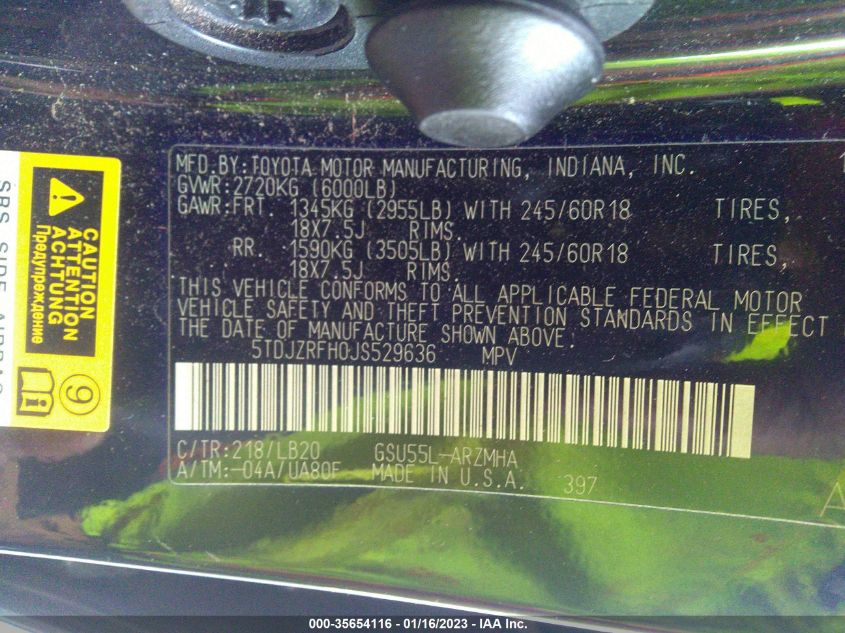 MFD.BY:TOYOTA MOTOR MANUFACTURING, INDIANA, INC.
GVWR:2720KG (6000LB)
GAWR:FRT. 1345KG (2955LB) WITH 245/60R18 TIRES,
18X7.5J RIMS.
RR. 1590KG (3505LB) WITH 245/60R18 TIRES,
18X7.5J RIMS.
THIS VEHICLE CONFORMS TO ALL APPLICABLE FEDERAL MOTOR
VEHICLE SAFETY AND THEFT PREVENTION STANDARDS IN EFFECT
THE DATE OF MANUFACTURE SHOWN ABOVE.
5TDJZRFH0JS529636 MPV
C/TR:218/LB20 GSU55L-ARZMHA
A/TM:-04A/UA80F MADE IN U.S.A. 397
CAUTION
ATTENTION
ACHTUNG
Предупреждение
9
SRS SIDE AIRBAG
000-35654116 - 01/16/2023 - IAA Inc.